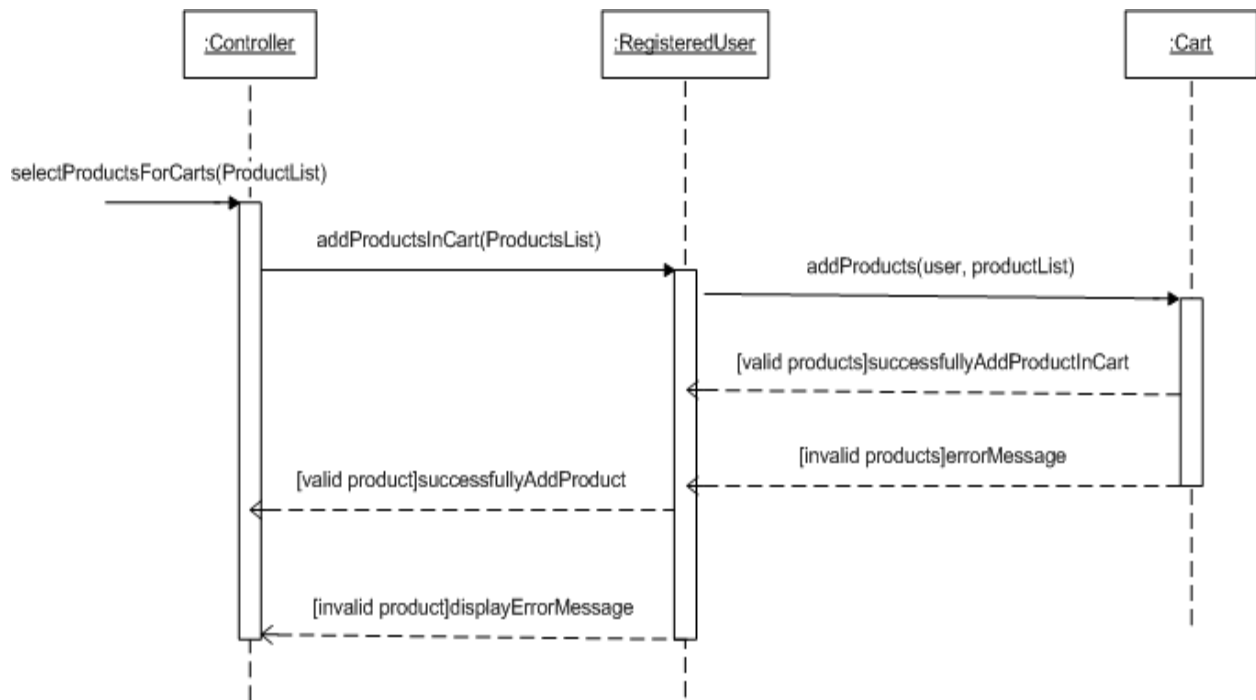 :Controller
:RegisteredUser
:Cart
selectProductsForCarts(ProductList)
addProductsInCart(ProductsList)
addProducts(user, productList)
[valid products]successfullyAddProductInCart
[invalid products]errorMessage
[valid product]successfullyAddProduct
[invalid product]displayErrorMessage